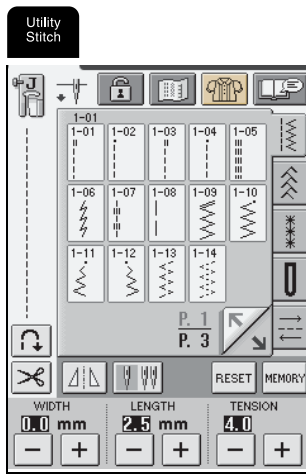 Utility
Stitch
J
1-01
1-01 1-02 1-03 1-04 1-05
1-06 1-07 1-08 1-09 1-10
1-11 1-12 1-13 1-14
P. 1
P. 3
RESET MEMORY
WIDTH LENGTH TENSION
0.0 mm 2.5 mm 4.0
− + − + − +